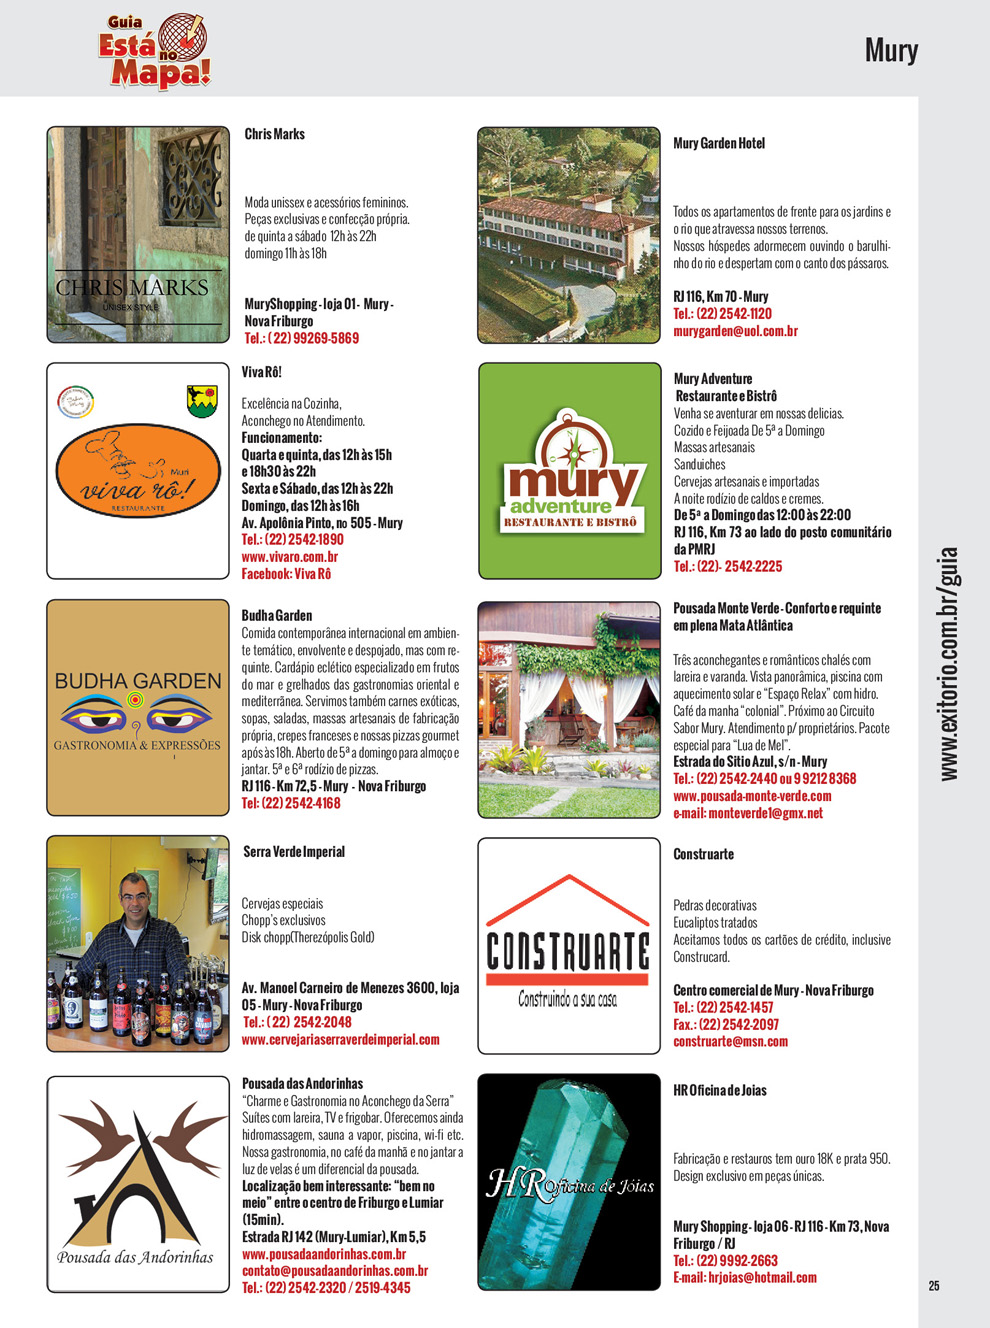 Guia
Está no
Mapa!
Mury
Chris Marks
Moda unissex e acessórios femininos.
Peças exclusivas e confecção própria.
de quinta a sábado 12h às 22h
domingo 11h às 18h
MuryShopping - loja 01 - Mury -
Nova Friburgo
Tel.: ( 22) 99269-5869
CHRIS MARKS
UNISEX STYLE
Viva Rô!
Excelência na Cozinha,
Aconchego no Atendimento.
Funcionamento:
Quarta e quinta, das 12h às 15h
e 18h30 às 22h
Sexta e Sábado, das 12h às 22h
Domingo, das 12h às 16h
Av. Apolônia Pinto, no 505 - Mury
Tel.: (22) 2542-1890
www.vivaro.com.br
Facebook: Viva Rô
Muri
viva rô!
RESTAURANTE
Budha Garden
Comida contemporânea internacional em ambien-
te temático, envolvente e despojado, mas com re-
quinte. Cardápio eclético especializado em frutos
do mar e grelhados das gastronomias oriental e
mediterrânea. Servimos também carnes exóticas,
sopas, saladas, massas artesanais de fabricação
própria, crepes franceses e nossas pizzas gourmet
após às 18h. Aberto de 5ª a domingo para almoço e
jantar. 5ª e 6ª rodízio de pizzas.
RJ 116 - Km 72,5 - Mury - Nova Friburgo
Tel: (22) 2542-4168
BUDHA GARDEN
GASTRONOMIA & EXPRESSÕES
Serra Verde Imperial
Cervejas especiais
Chopp's exclusivos
Disk chopp(Therezópolis Gold)
Av. Manoel Carneiro de Menezes 3600, loja
05 - Mury - Nova Friburgo
Tel.: ( 22) 2542-2048
www.cervejariaserraverdeimperial.com
Pousada das Andorinhas
“Charme e Gastronomia no Aconchego da Serra”
Suítes com lareira, TV e frigobar. Oferecemos ainda
hidromassagem, sauna a vapor, piscina, wi-fi etc.
Nossa gastronomia, no café da manhã e no jantar a
luz de velas é um diferencial da pousada.
Localização bem interessante: “bem no
meio” entre o centro de Friburgo e Lumiar
(15min).
Estrada RJ 142 (Mury-Lumiar), Km 5,5
www.pousadaandorinhas.com.br
contato@pousadaandorinhas.com.br
Tel.: (22) 2542-2320 / 2519-4345
Pousada das Andorinhas
Mury Garden Hotel
Todos os apartamentos de frente para os jardins e
o rio que atravessa nossos terrenos.
Nossos hóspedes adormecem ouvindo o barulhi-
nho do rio e despertam com o canto dos pássaros.
RJ 116, Km 70 - Mury
Tel.: (22) 2542-1120
murygarden@uol.com.br
Mury Adventure
Restaurante e Bistrô
Venha se aventurar em nossas delicias.
Cozido e Feijoada De 5ª a Domingo
Massas artesanais
Sanduiches
Cervejas artesanais e importadas
A noite rodízio de caldos e cremes.
De 5ª a Domingo das 12:00 às 22:00
RJ 116, Km 73 ao lado do posto comunitário
da PMRJ
Tel.: (22)- 2542-2225
mury
adventure
RESTAURANTE E BISTRÔ
Pousada Monte Verde - Conforto e requinte
em plena Mata Atlântica
Três aconchegantes e românticos chalés com
lareira e varanda. Vista panorâmica, piscina com
aquecimento solar e “Espaço Relax” com hidro.
Café da manha “colonial”. Próximo ao Circuito
Sabor Mury. Atendimento p/ proprietários. Pacote
especial para “Lua de Mel”.
Estrada do Sitio Azul, s/n - Mury
Tel.: (22) 2542-2440 ou 9 9212 8368
www.pousada-monte-verde.com
e-mail: monteverde1@gmx.net
Construarte
Pedras decorativas
Eucaliptos tratados
Aceitamos todos os cartões de crédito, inclusive
Construcard.
Centro comercial de Mury - Nova Friburgo
Tel.: (22) 2542-1457
Fax.: (22) 2542-2097
construarte@msn.com
CONSTRUARTE
Construindo a sua casa
HR Oficina de Joias
Fabricação e restauros tem ouro 18K e prata 950.
Design exclusivo em peças únicas.
Mury Shopping - loja 06 - RJ 116 - Km 73, Nova
Friburgo / RJ
Tel.: (22) 9992-2663
E-mail: hrjoias@hotmail.com
HR Oficina de Jóias
www.exitorio.com.br/guia
25